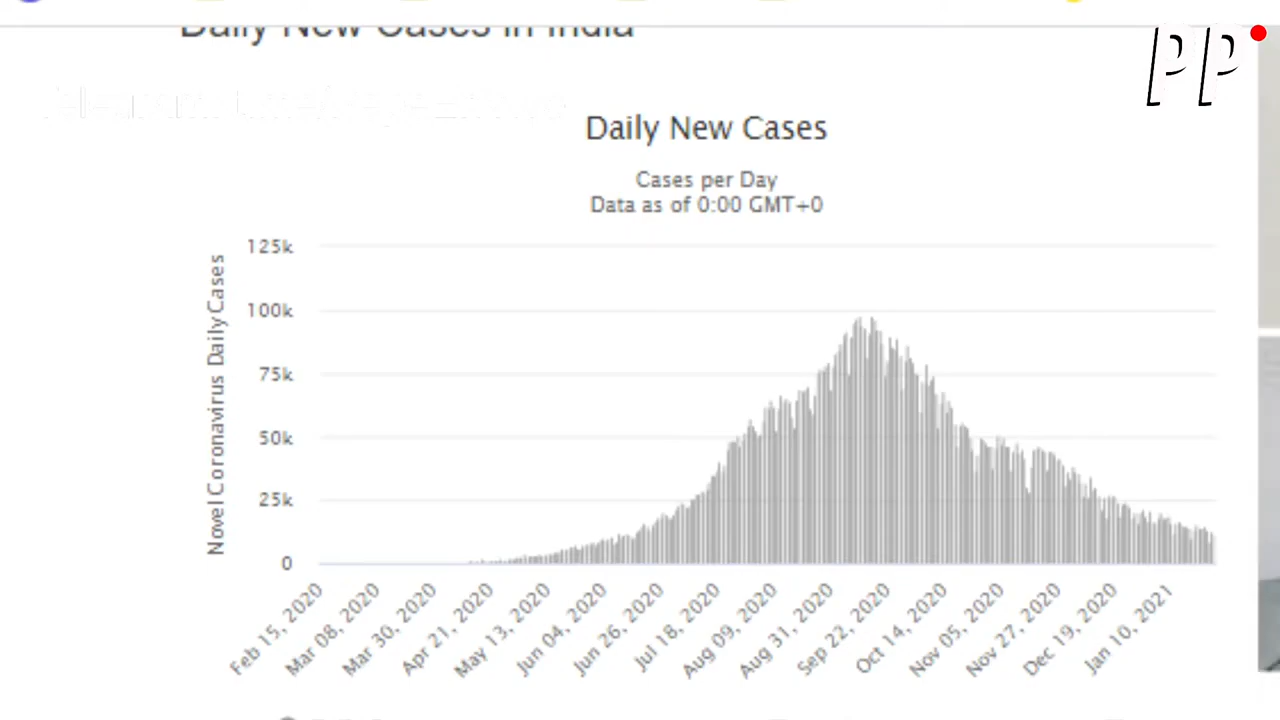 Daily New Cases in India
PP
Daily New Cases
Cases per Day
Data as of 0:00 GMT+0
Novel Coronavirus Daily Cases
125k
100k
75k
50k
25k
0
Feb 15, 2020
Mar 08, 2020
Mar 30, 2020
Apr 21, 2020
May 13, 2020
Jun 04, 2020
Jun 26, 2020
Jul 18, 2020
Aug 09, 2020
Aug 31, 2020
Sep 22, 2020
Oct 14, 2020
Nov 05, 2020
Nov 27, 2020
Dec 19, 2020
Jan 10, 2021